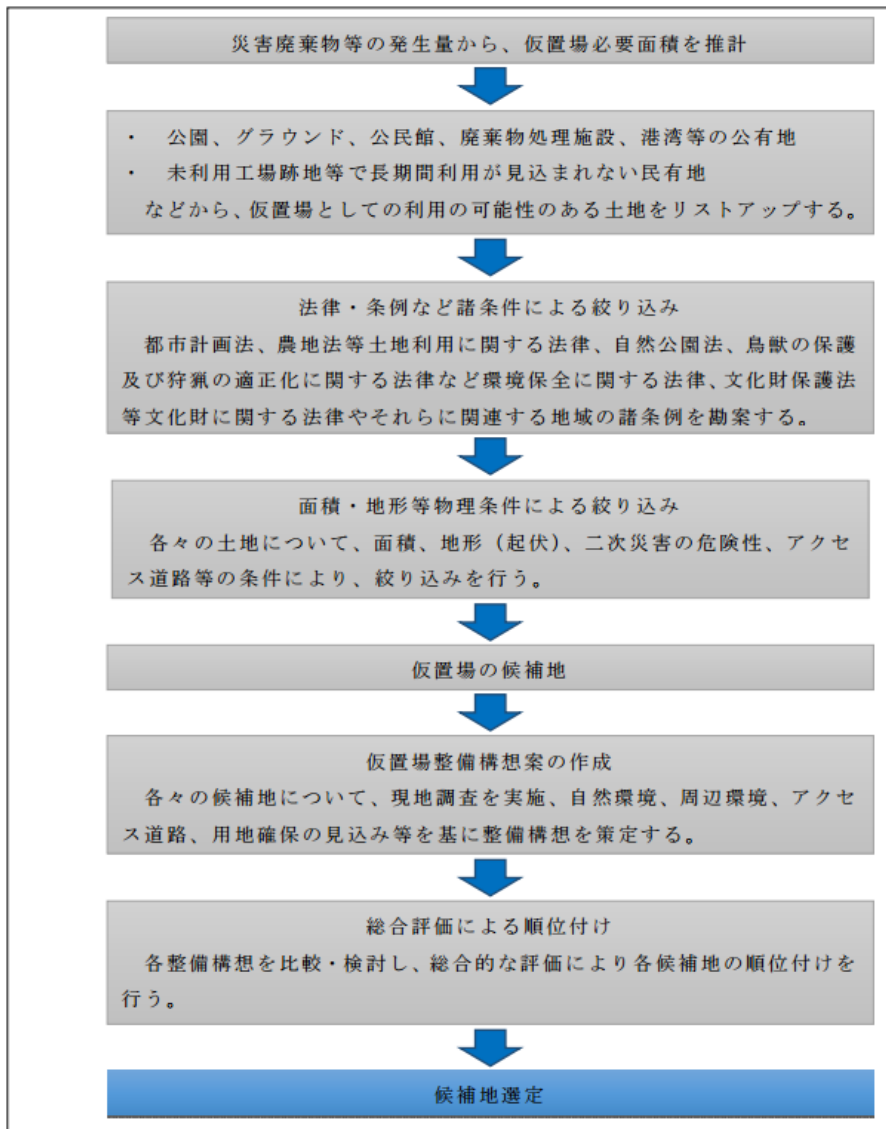 災害廃棄物等の発生量から、仮置場必要面積を推計
・　公園、グラウンド、公民館、廃棄物処理施設、港湾等の公有地
・　未利用工場跡地等で長期間利用が見込まれない民有地
などから、仮置場としての利用の可能性のある土地をリストアップする。
法律・条例など諸条件による絞り込み
都市計画法、農地法等土地利用に関する法律、自然公園法、鳥獣の保護
及び狩猟の適正化に関する法律など環境保全に関する法律、文化財保護法
等文化財に関する法律やそれらに関連する地域の諸条例を勘案する。
面積・地形等物理条件による絞り込み
各々の土地について、面積、地形（起伏）、二次災害の危険性、アクセ
ス道路等の条件により、絞り込みを行う。
仮置場の候補地
仮置場整備構想案の作成
各々の候補地について、現地調査を実施、自然環境、周辺環境、アクセ
ス道路、用地確保の見込み等を基に整備構想を策定する。
総合評価による順位付け
各整備構想を比較・検討し、総合的な評価により各候補地の順位付けを
行う。
候補地選定